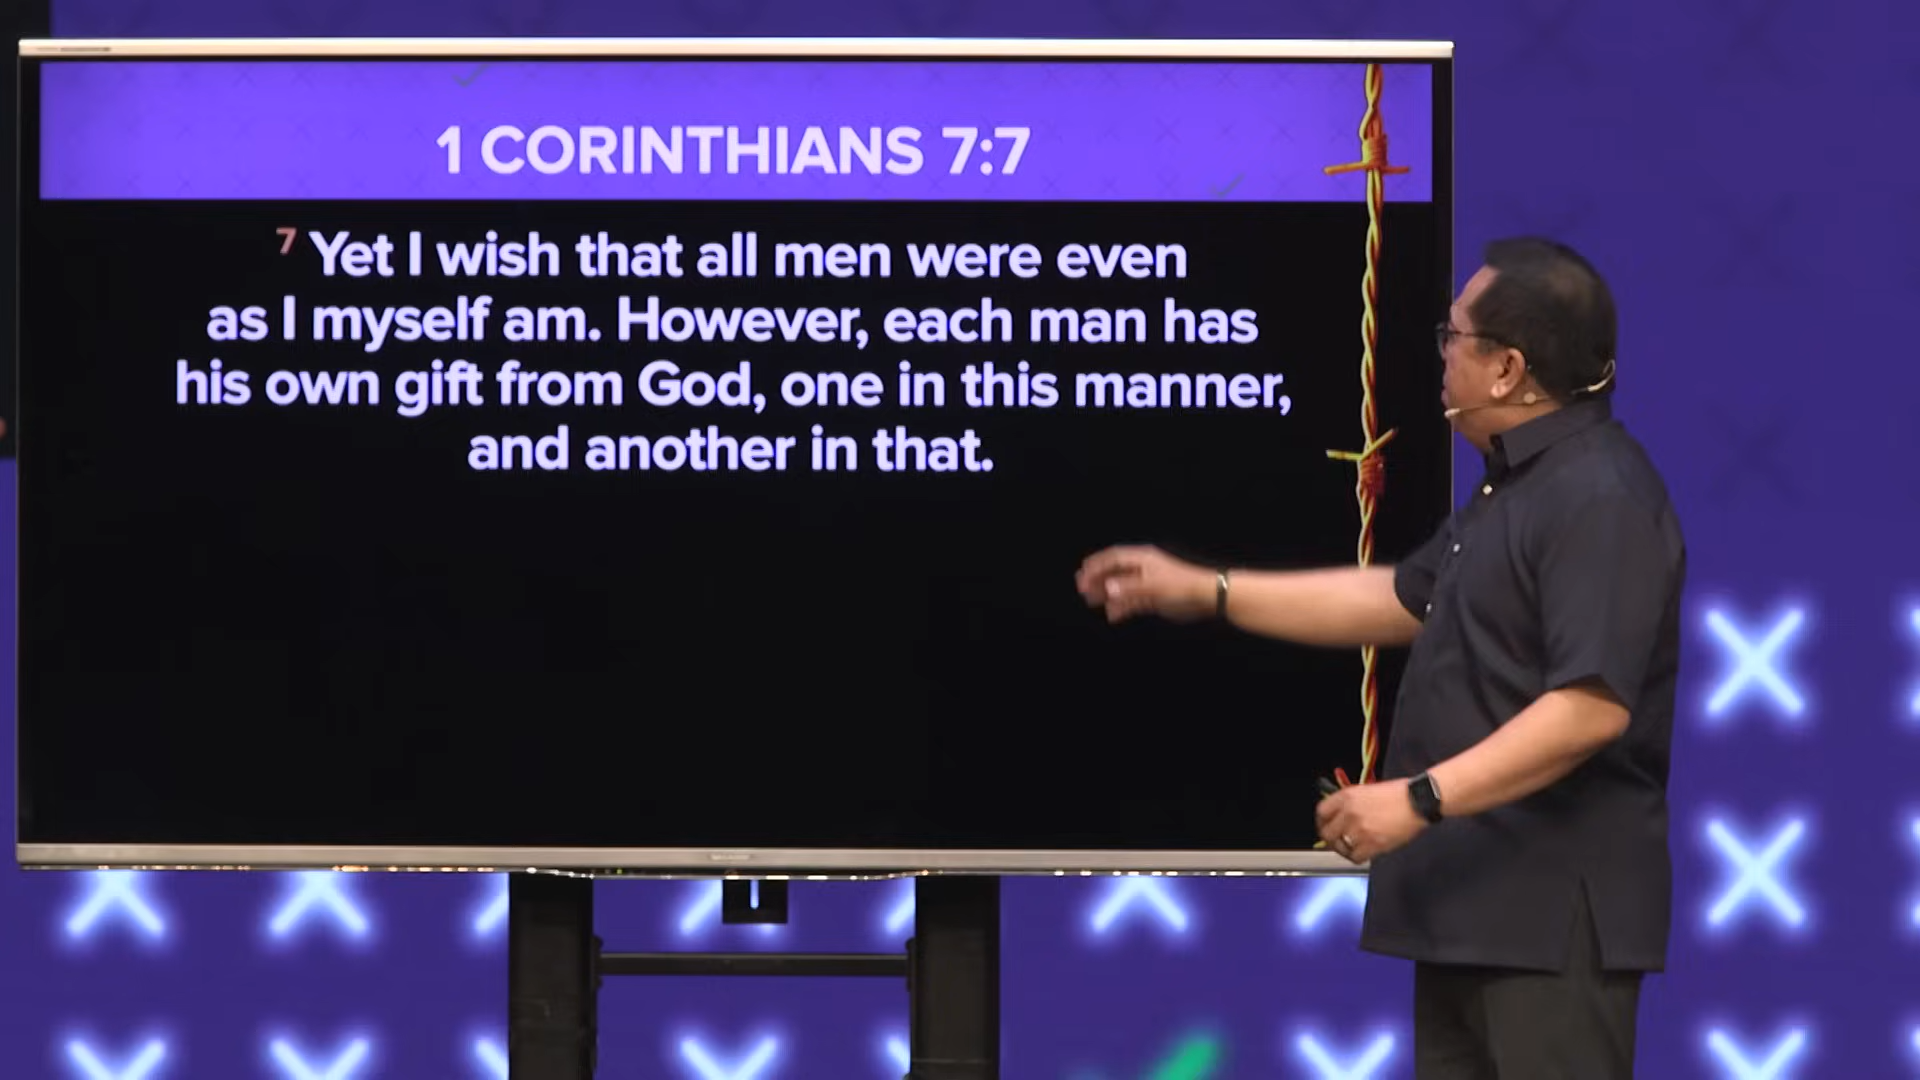 1 CORINTHIANS 7:7
7 Yet I wish that all men were even
as I myself am. However, each man has
his own gift from God, one in this manner,
and another in that.